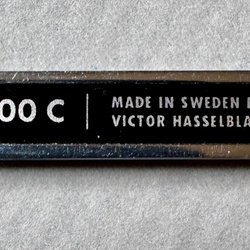 00 C
MADE IN SWEDEN
VICTOR HASSELBLA